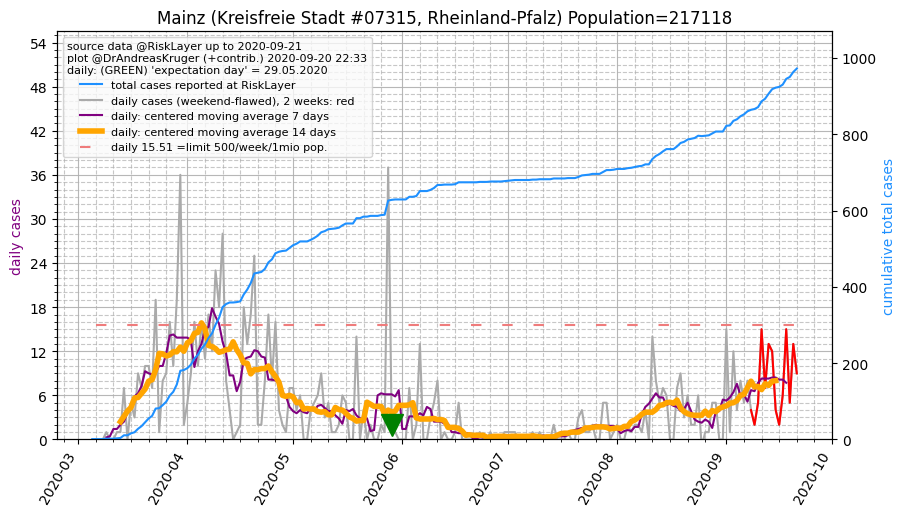 Mainz (Kreisfreie Stadt #07315, Rheinland-Pfalz) Population=217118
source data @RiskLayer up to 2020-09-21
plot @DrAndreasKruger (+contrib.) 2020-09-20 22:33
daily: (GREEN) 'expectation day' = 29.05.2020
total cases reported at RiskLayer
daily cases (weekend-flawed), 2 weeks: red
daily: centered moving average 7 days
daily: centered moving average 14 days
daily 15.51 =limit 500/week/1mio pop.
daily cases
54
48
42
36
30
24
18
12
6
0
1000
800
600
400
200
0
cumulative total cases
2020-03
2020-04
2020-05
2020-06
2020-07
2020-08
2020-09
2020-10